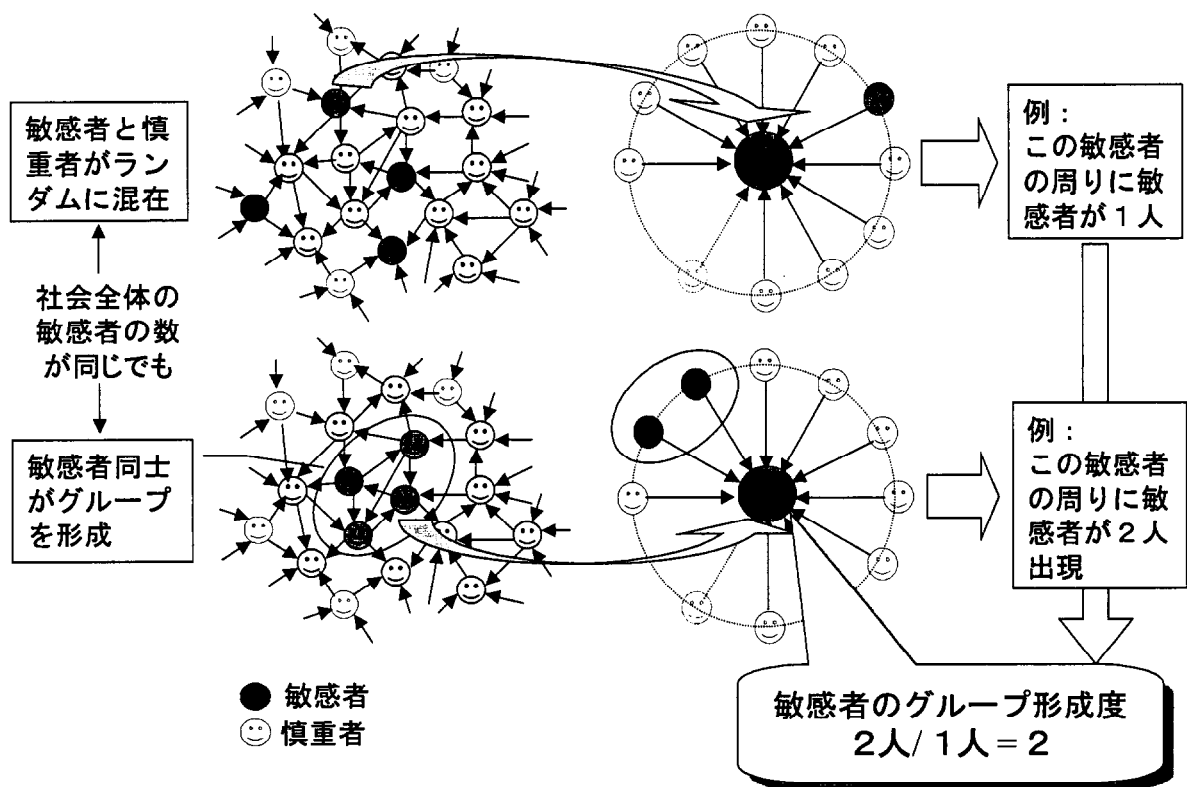 敏感者と慎
重者がラン
ダムに混在
例：
この敏感者
の周りに敏
感者が１人
社会全体の
敏感者の数
が同じでも
敏感者同士
がグループ
を形成
例：
この敏感者
の周りに敏
感者が２人
出現
敏感者
慎重者
敏感者のグループ形成度
２人/１人＝２